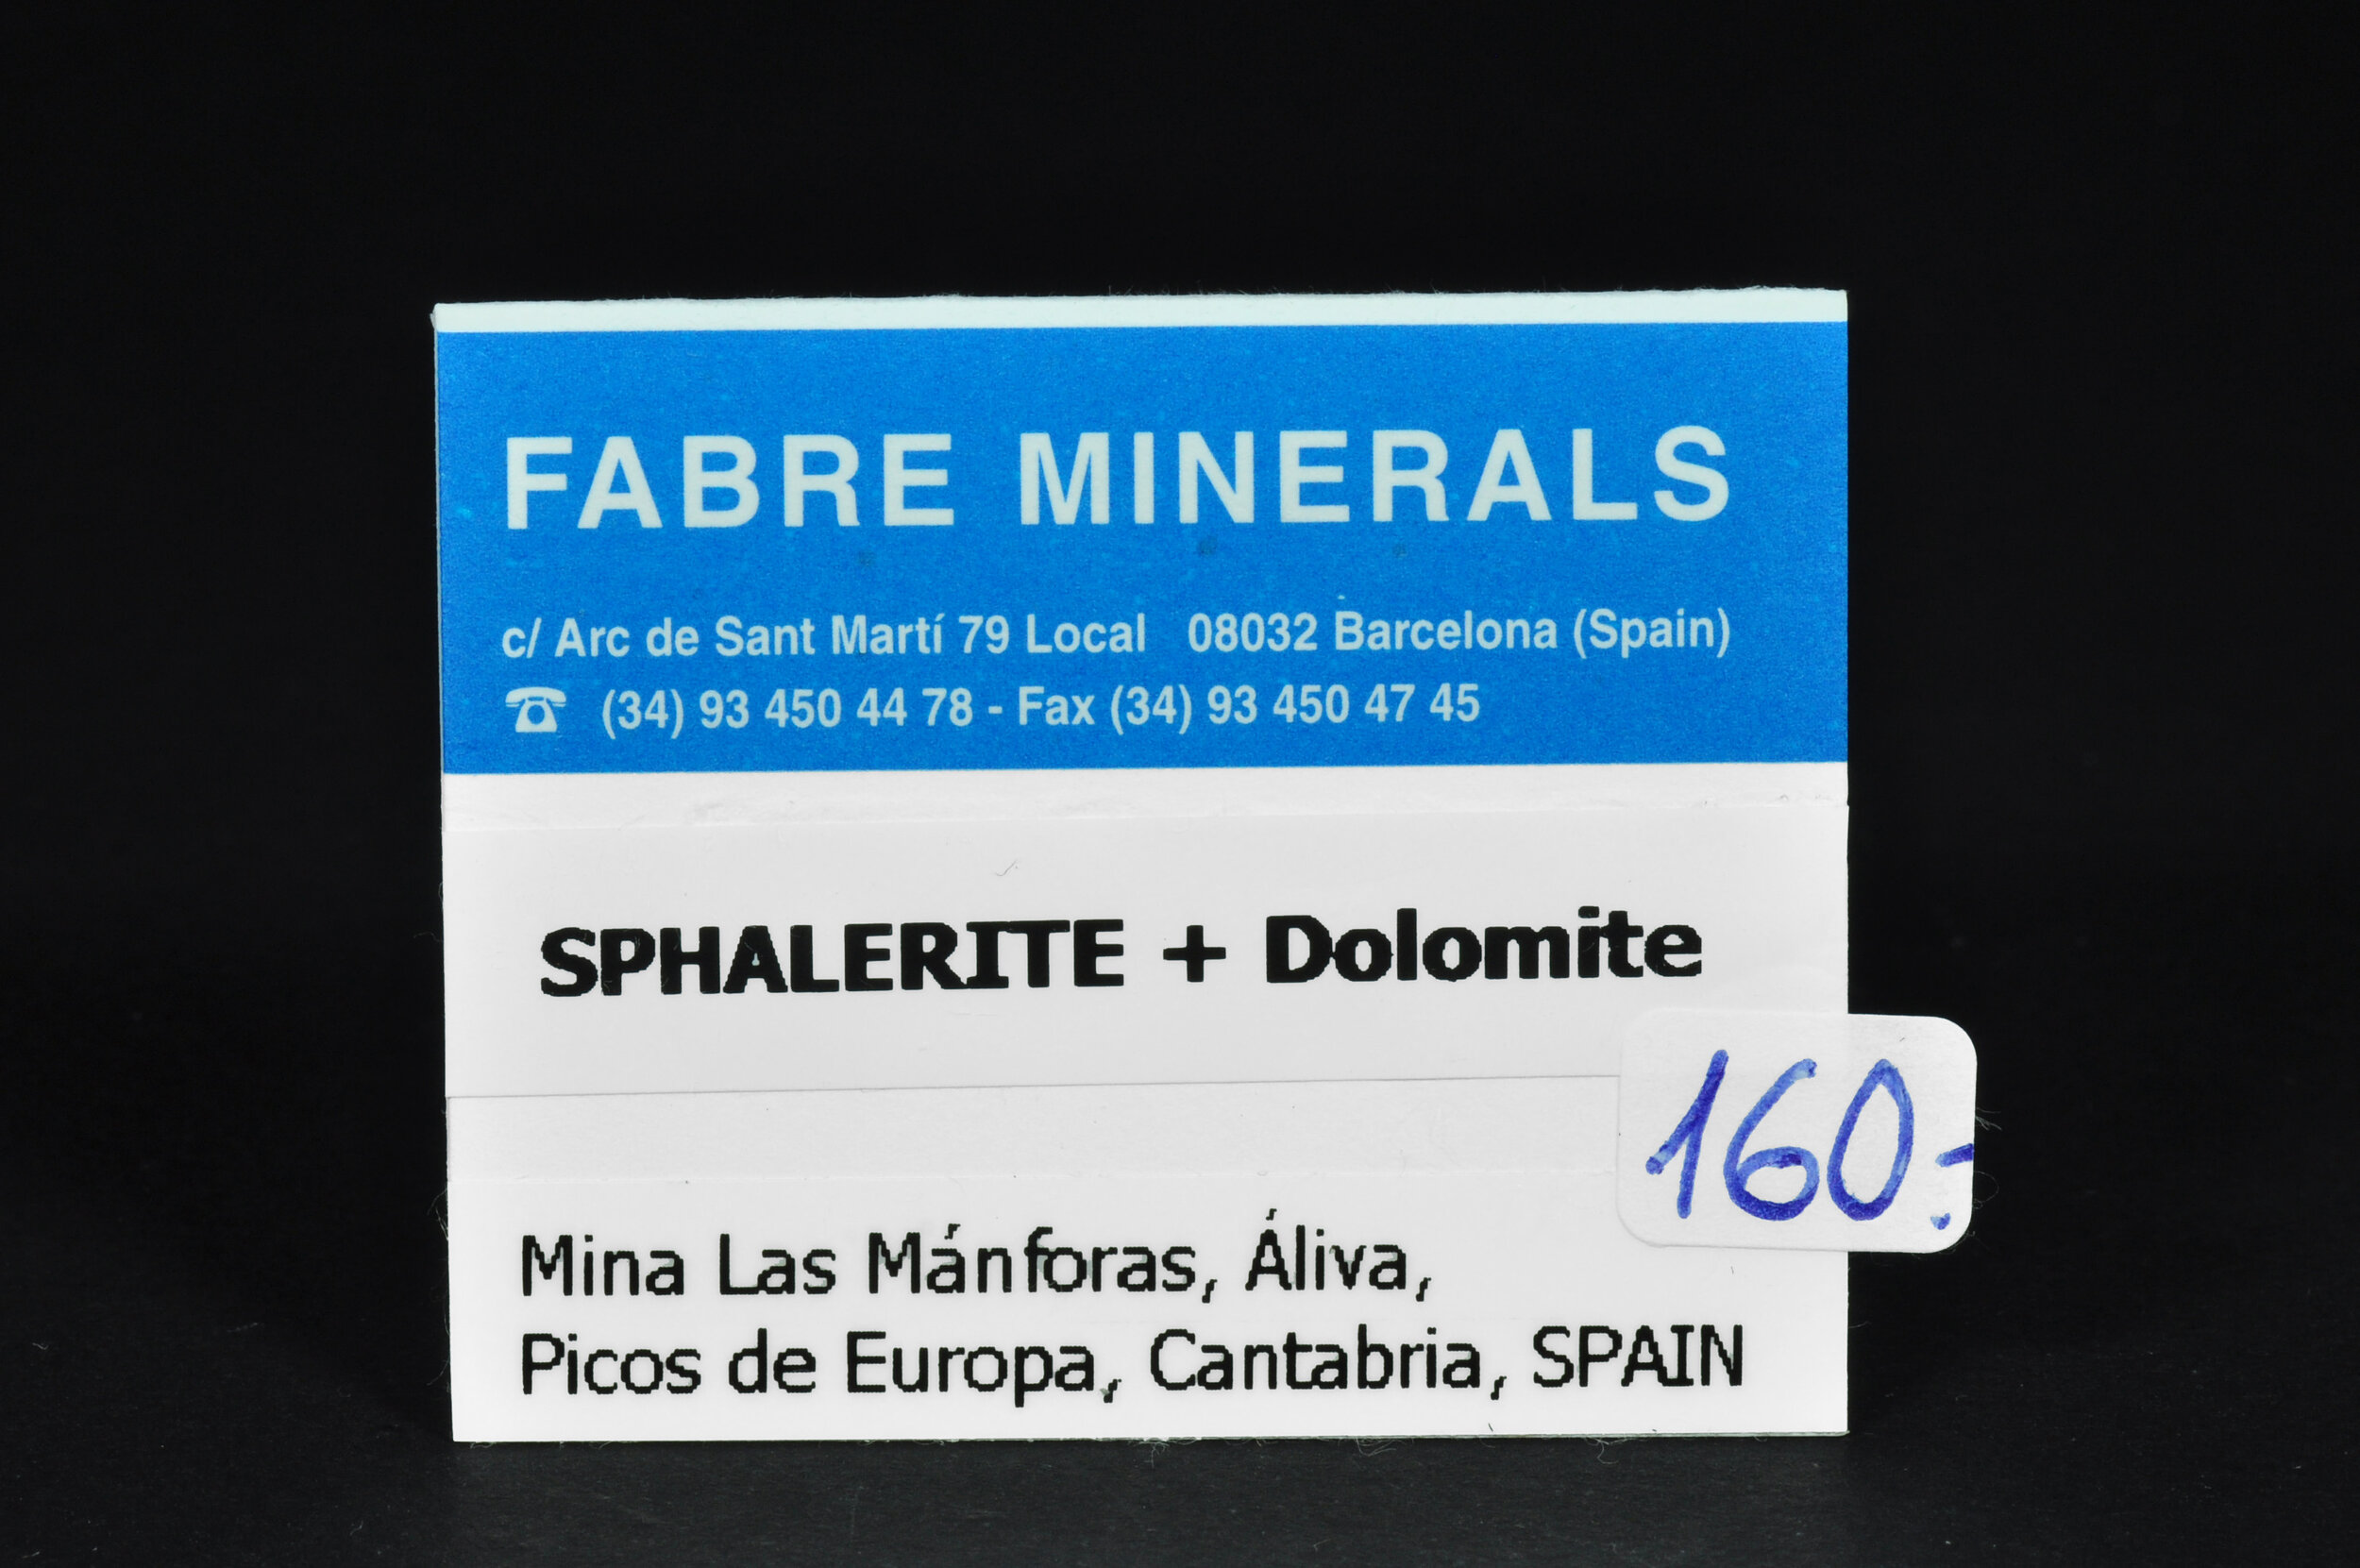 FABRE MINERALS
c/ Arc de Sant Martí 79 Local 08032 Barcelona (Spain)
☎ (34) 93 450 44 78 - Fax (34) 93 450 47 45
SPHALERITE + Dolomite
160.-
Mina Las Mánforas, Áliva,
Picos de Europa, Cantabria, SPAIN